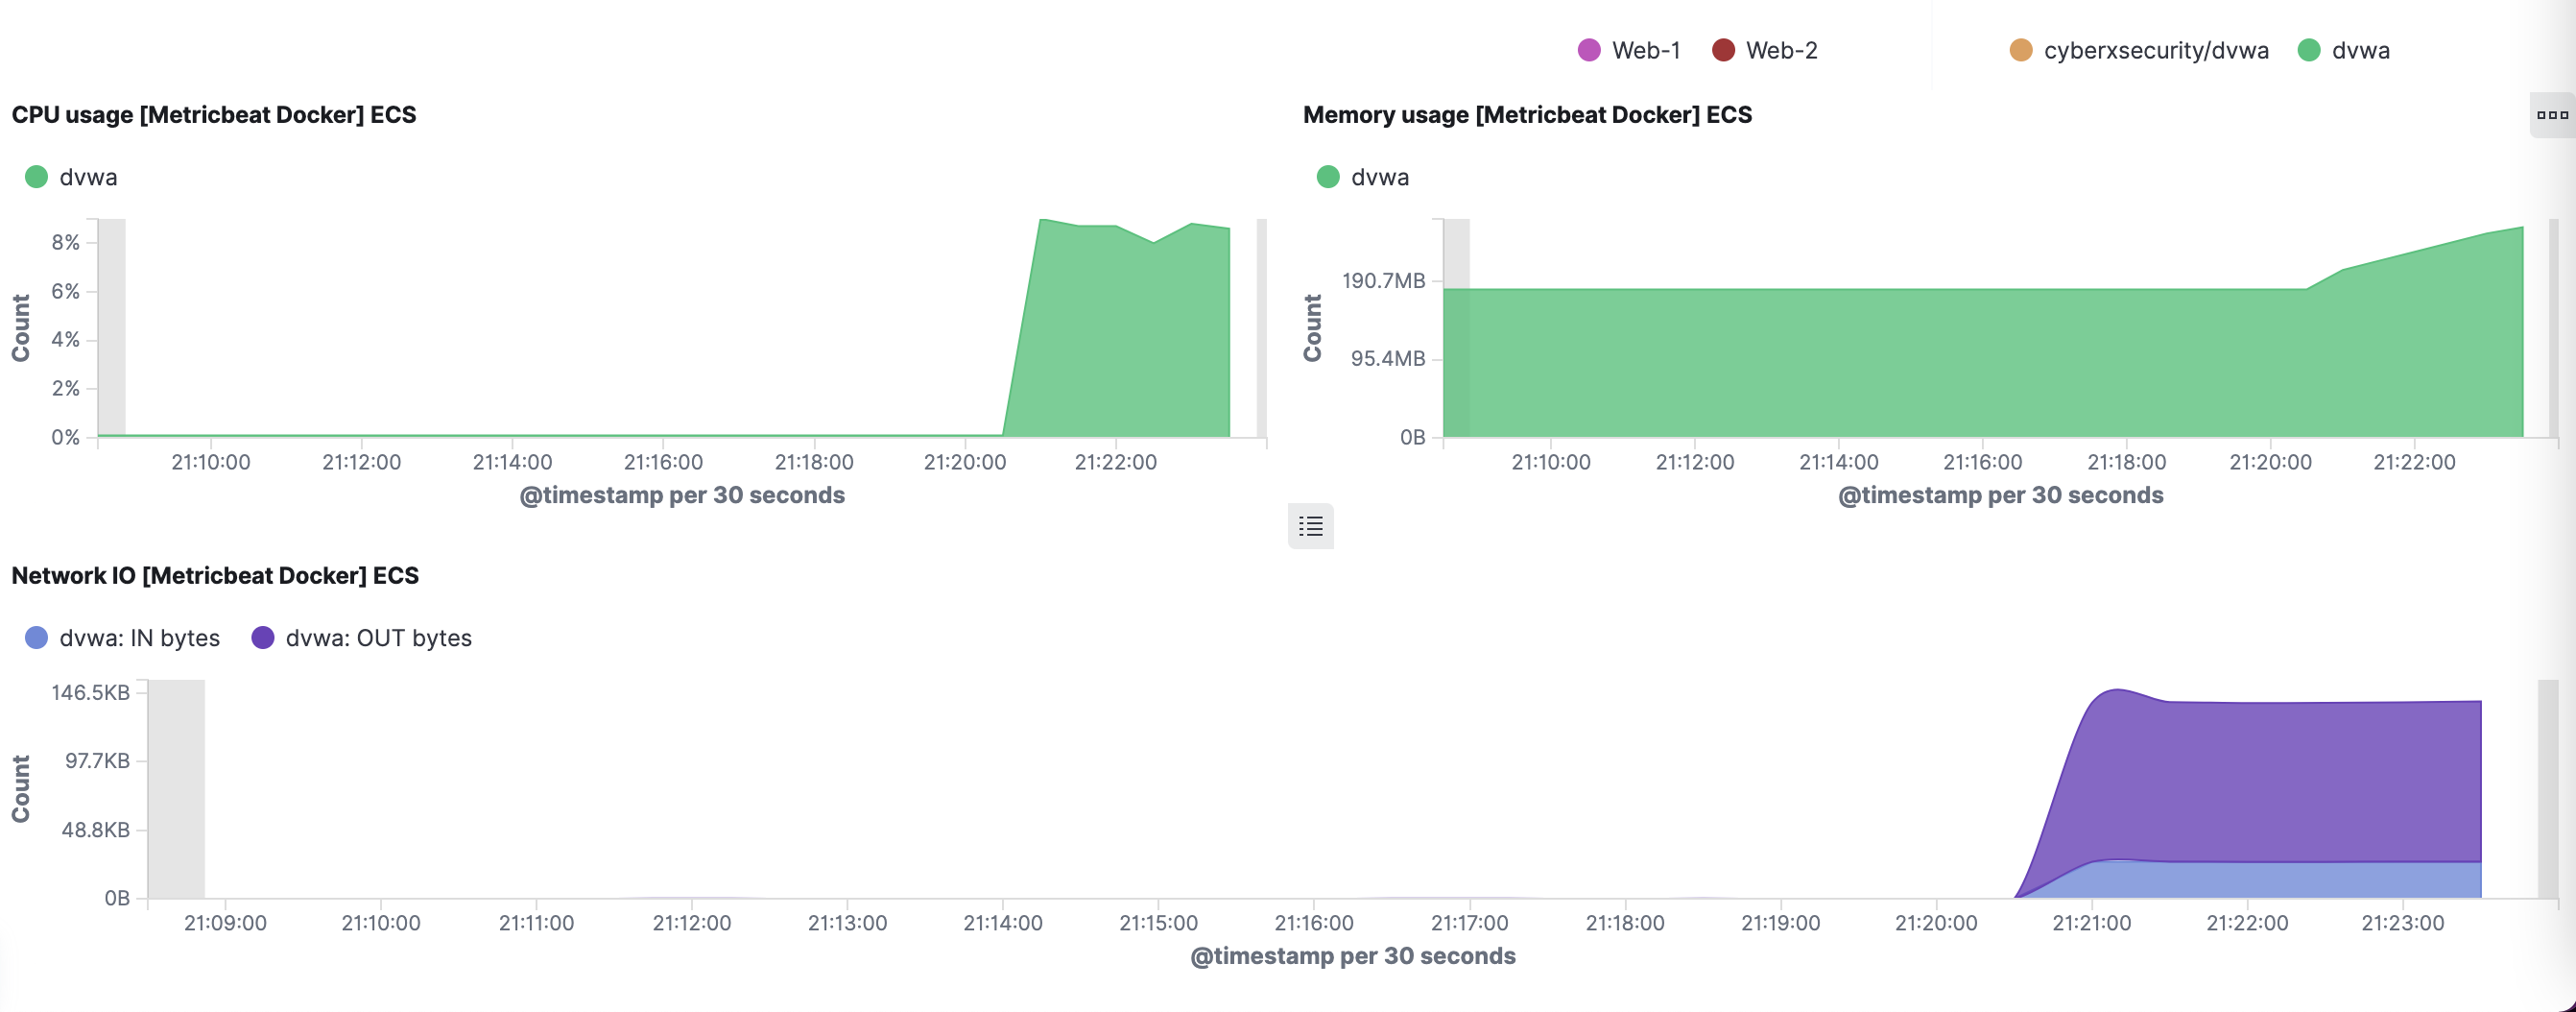 Web-1 Web-2 cyberxsecurity/dvwa dvwa
CPU usage [Metricbeat Docker] ECS
dvwa
8%
6%
4%
2%
0%
Count
21:10:00 21:12:00 21:14:00 21:16:00 21:18:00 21:20:00 21:22:00
@timestamp per 30 seconds
Memory usage [Metricbeat Docker] ECS
dvwa
190.7MB
95.4MB
0B
Count
21:10:00 21:12:00 21:14:00 21:16:00 21:18:00 21:20:00 21:22:00
@timestamp per 30 seconds
Network IO [Metricbeat Docker] ECS
dvwa: IN bytes dvwa: OUT bytes
146.5KB
97.7KB
48.8KB
0B
Count
21:09:00 21:10:00 21:11:00 21:12:00 21:13:00 21:14:00 21:15:00 21:16:00 21:17:00 21:18:00 21:19:00 21:20:00 21:21:00 21:22:00 21:23:00
@timestamp per 30 seconds